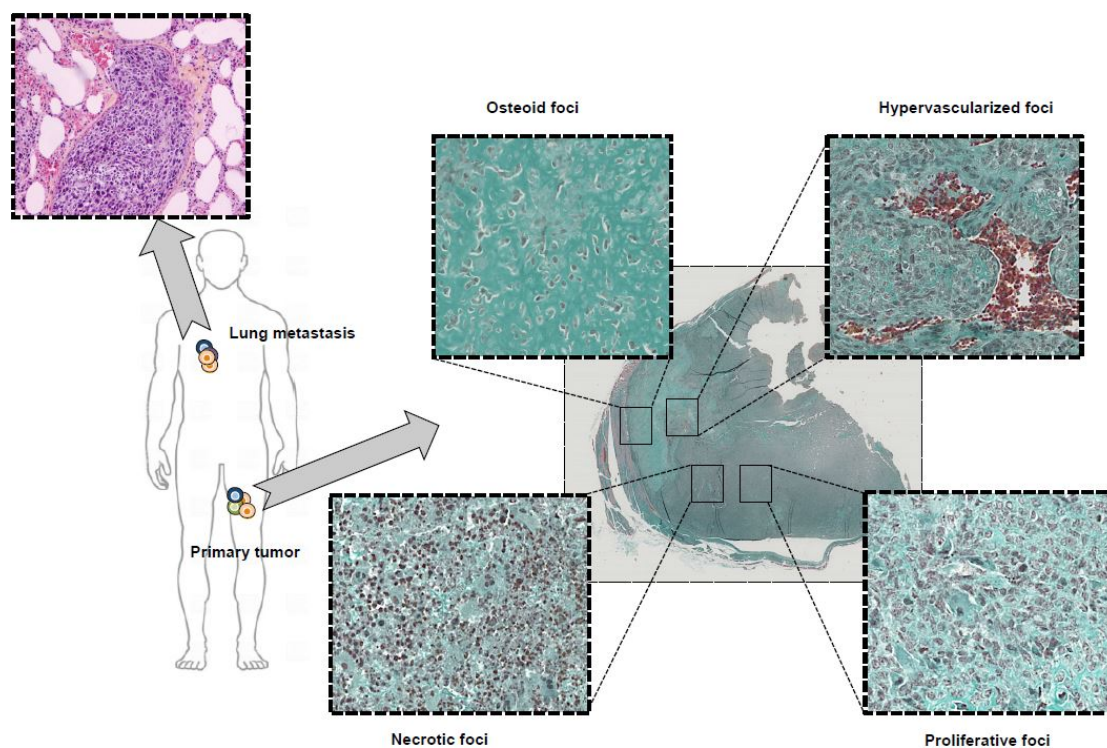 Osteoid foci
Hypervascularized foci
Lung metastasis
Primary tumor
Necrotic foci
Proliferative foci